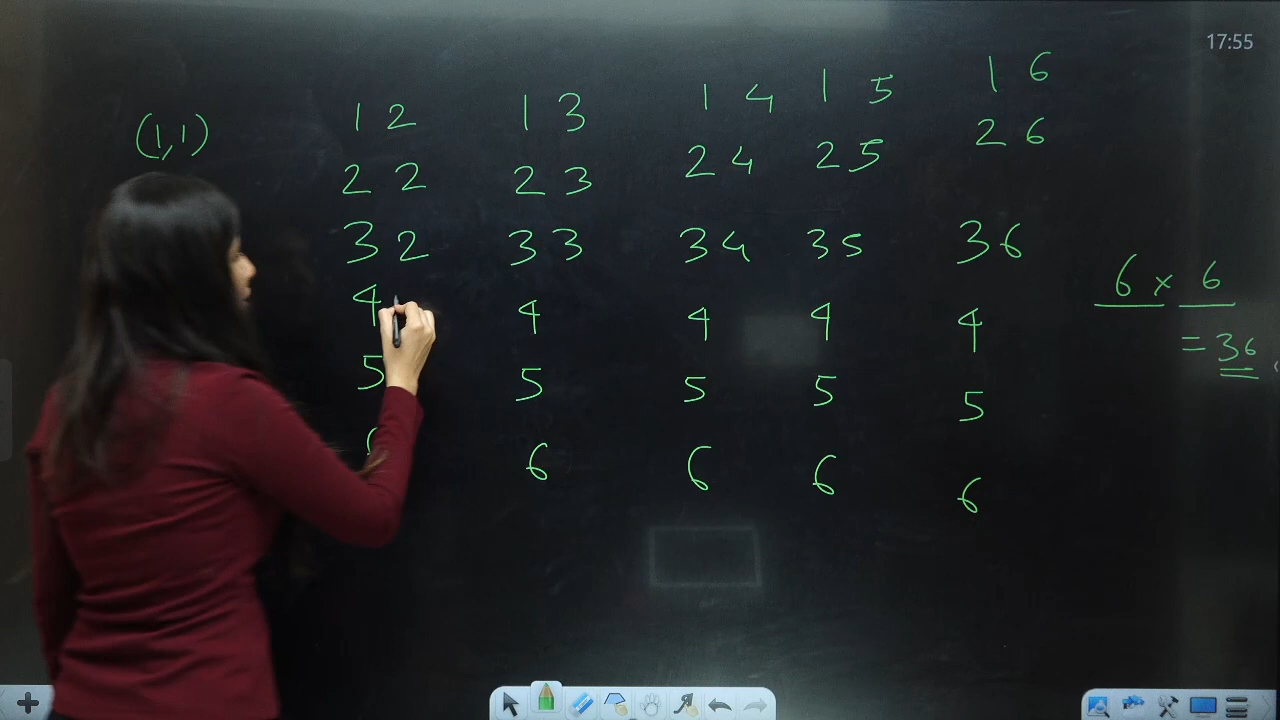 17:55
(1,1) 1 2 1 3 1 4 1 5 1 6
2 2 2 3 2 4 2 5 2 6
3 2 3 3 3 4 3 5 3 6
4 4 4 4 4
5 5 5 5 5
6 6 6 6
6 x 6
= 36